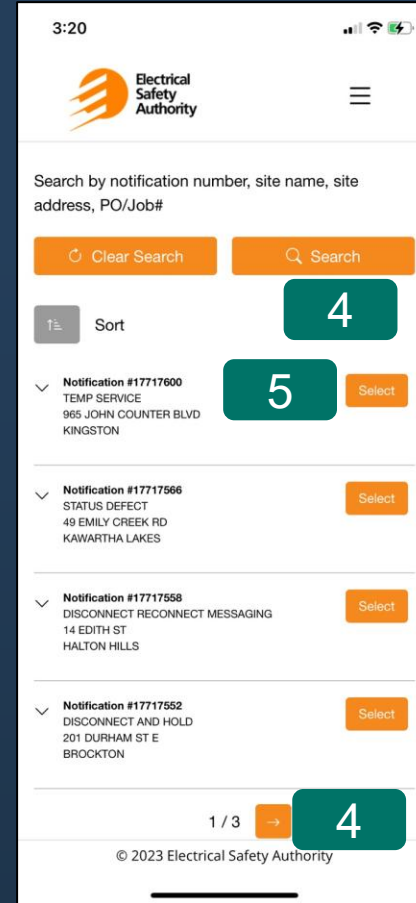 3:20
Electrical
Safety
Authority
Search by notification number, site name, site
address, PO/Job#
Clear Search
Search
4
Sort
Notification #17717600
TEMP SERVICE
965 JOHN COUNTER BLVD
KINGSTON
5
Select
Notification #17717566
STATUS DEFECT
49 EMILY CREEK RD
KAWARTHA LAKES
Select
Notification #17717558
DISCONNECT RECONNECT MESSAGING
14 EDITH ST
HALTON HILLS
Select
Notification #17717552
DISCONNECT AND HOLD
201 DURHAM ST E
BROCKTON
Select
1 / 3 →
4
© 2023 Electrical Safety Authority